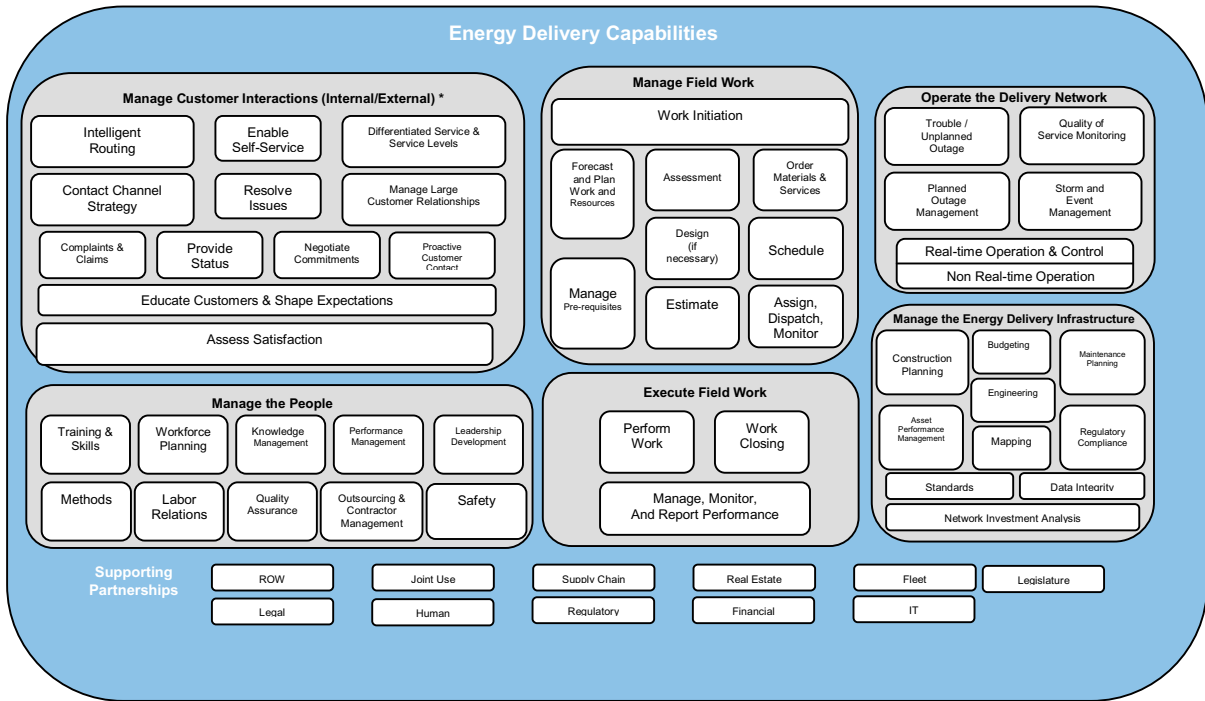 Energy Delivery Capabilities
Manage Customer Interactions (Internal/External) *
Intelligent
Routing
Enable
Self-Service
Differentiated Service &
Service Levels
Contact Channel
Strategy
Resolve
Issues
Manage Large
Customer Relationships
Complaints &
Claims
Provide
Status
Negotiate
Commitments
Proactive
Customer
Contact
Educate Customers & Shape Expectations
Assess Satisfaction
Manage Field Work
Work Initiation
Forecast
and Plan
Work and
Resources
Assessment
Order
Materials &
Services
Design
(if
necessary)
Schedule
Manage
Pre-requisites
Estimate
Assign,
Dispatch,
Monitor
Operate the Delivery Network
Trouble /
Unplanned
Outage
Quality of
Service Monitoring
Planned
Outage
Management
Storm and
Event
Management
Real-time Operation & Control
Non Real-time Operation
Manage the Energy Delivery Infrastructure
Construction
Planning
Budgeting
Maintenance
Planning
Engineering
Asset
Performance
Management
Mapping
Regulatory
Compliance
Standards
Data Integrity
Network Investment Analysis
Manage the People
Training &
Skills
Workforce
Planning
Knowledge
Management
Performance
Management
Leadership
Development
Methods
Labor
Relations
Quality
Assurance
Outsourcing &
Contractor
Management
Safety
Execute Field Work
Perform
Work
Work
Closing
Manage, Monitor,
And Report Performance
Supporting
Partnerships
ROW
Joint Use
Supply Chain
Real Estate
Fleet
Legislature
Legal
Human
Regulatory
Financial
IT